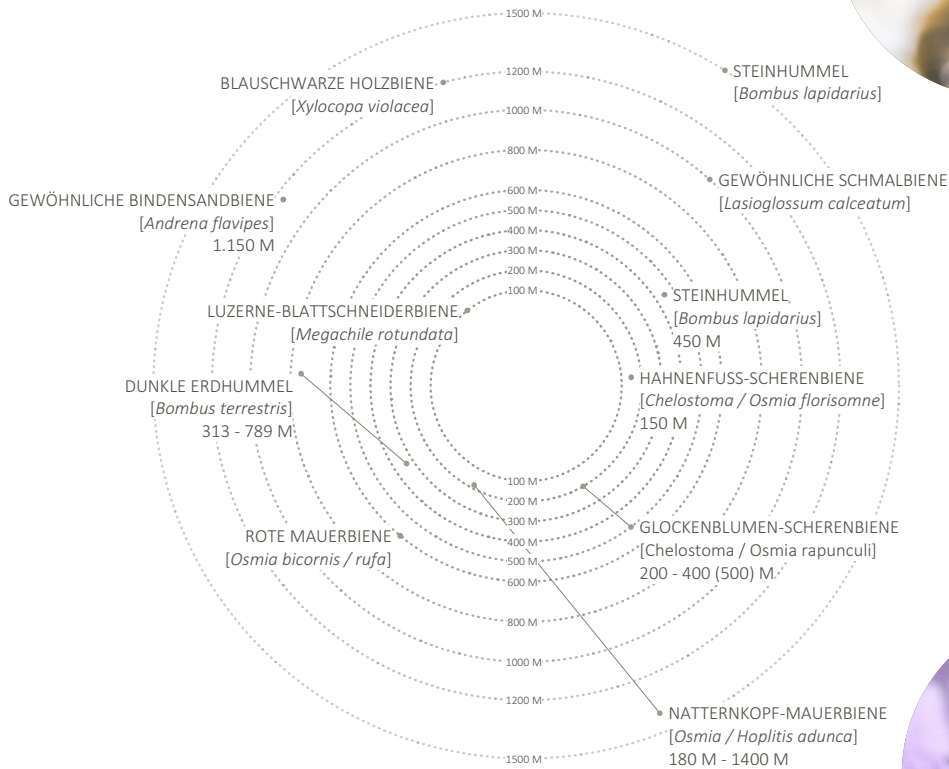 1500 M
STEINHUMMEL
[Bombus lapidarius]
1200 M
BLAUSCHWARZE HOLZBIENE
[Xylocopa violacea]
1000 M
800 M
GEWÖHNLICHE SCHMALBIENE
[Lasioglossum calceatum]
600 M
GEWÖHNLICHE BINDENSANDBIENE
[Andrena flavipes]
1.150 M
500 M
400 M
300 M
200 M
100 M
STEINHUMMEL
[Bombus lapidarius]
450 M
LUZERNE-BLATTSCHNEIDERBIENE
[Megachile rotundata]
HAHNENFUSS-SCHERENBIENE
[Chelostoma / Osmia florisomne]
150 M
DUNKLE ERDHUMMEL
[Bombus terrestris]
313 - 789 M
100 M
200 M
300 M
400 M
500 M
600 M
GLOCKENBLUMEN-SCHERENBIENE
[Chelostoma / Osmia rapunculi]
200 - 400 (500) M
ROTE MAUERBIENE
[Osmia bicornis / rufa]
800 M
1000 M
1200 M
NATTERNKOPF-MAUERBIENE
[Osmia / Hoplitis adunca]
180 M - 1400 M
1500 M